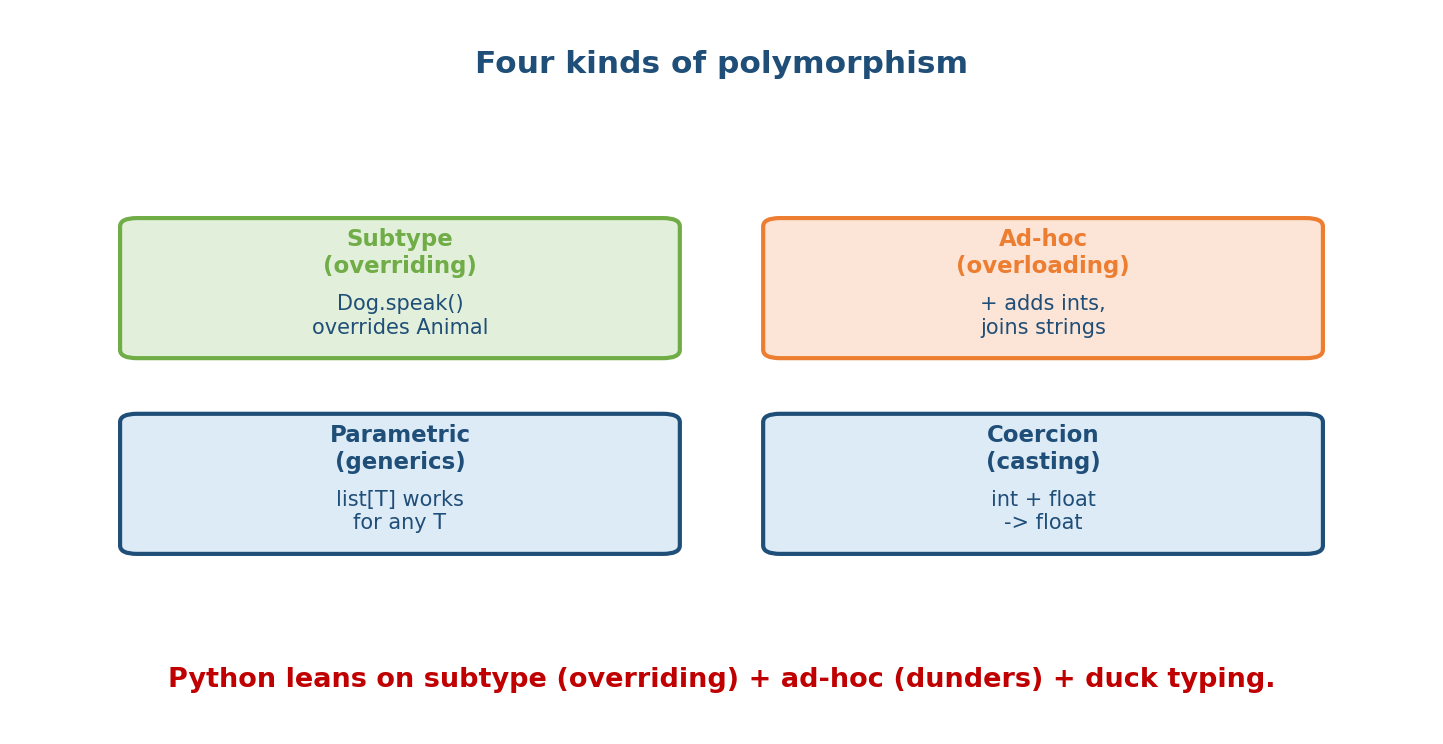 Four kinds of polymorphism
Subtype
(overriding)
Dog.speak()
overrides Animal
Ad-hoc
(overloading)
+ adds ints,
joins strings
Parametric
(generics)
list[T] works
for any T
Coercion
(casting)
int + float
-> float
Python leans on subtype (overriding) + ad-hoc (dunders) + duck typing.